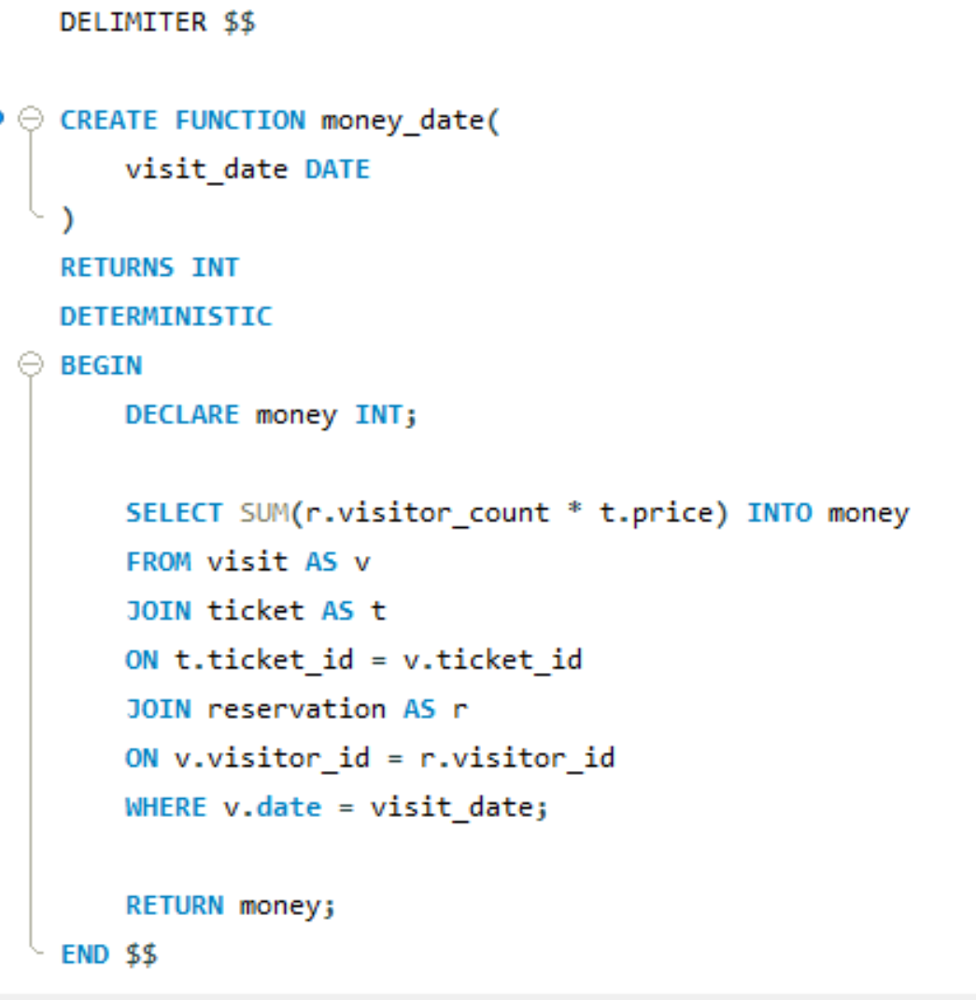 DELIMITER $$
CREATE FUNCTION money_date(
visit_date DATE
)
RETURNS INT
DETERMINISTIC
BEGIN
DECLARE money INT;
SELECT SUM(r.visitor_count * t.price) INTO money
FROM visit AS v
JOIN ticket AS t
ON t.ticket_id = v.ticket_id
JOIN reservation AS r
ON v.visitor_id = r.visitor_id
WHERE v.date = visit_date;
RETURN money;
END $$